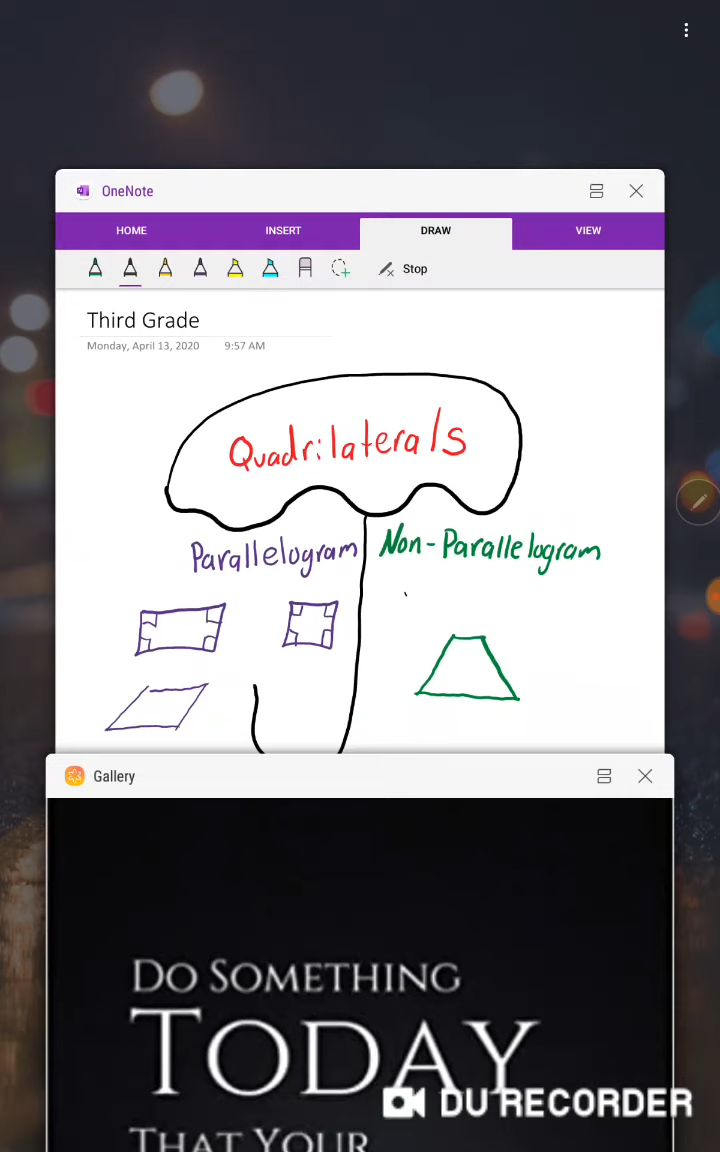 OneNote
HOME INSERT DRAW VIEW
Stop
Third Grade
Monday, April 13, 2020 9:57 AM
Quadrilaterals
Parallelogram Non-Parallelogram
Gallery
DO SOMETHING
TODAY
THAT YOUR
DU RECORDER